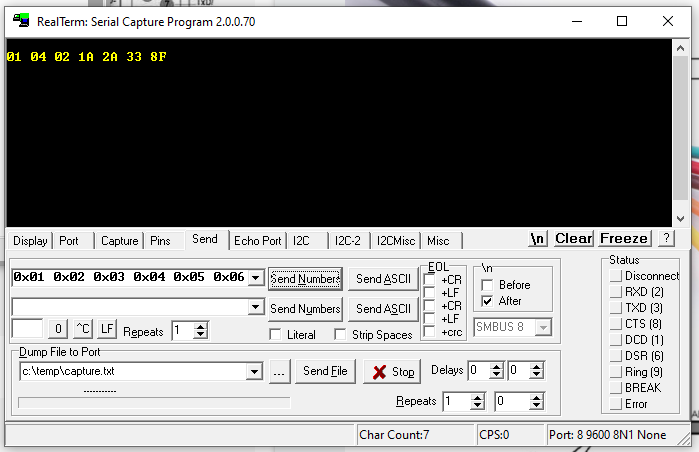 TXD/
RealTerm: Serial Capture Program 2.0.0.70
01 04 02 1A 2A 33 8F
Display Port Capture Pins Send Echo Port I2C I2C-2 I2CMisc Misc \n Clear Freeze ?
0x01 0x02 0x03 0x04 0x05 0x06 Send Numbers Send ASCII
Send Numbers Send ASCII
0 ^C LF Repeats 1 Literal Strip Spaces
EOL
+CR
+LF
+CR
+LF
+crc
\n
Before
After
SMBUS 8
Dump File to Port
c:\temp\capture.txt ... Send File Stop Delays 0 0
Repeats 1 0
Status
Disconnect
RXD (2)
TXD (3)
CTS (8)
DCD (1)
DSR (6)
Ring (9)
BREAK
Error
Char Count:7 CPS:0 Port: 8 9600 8N1 None